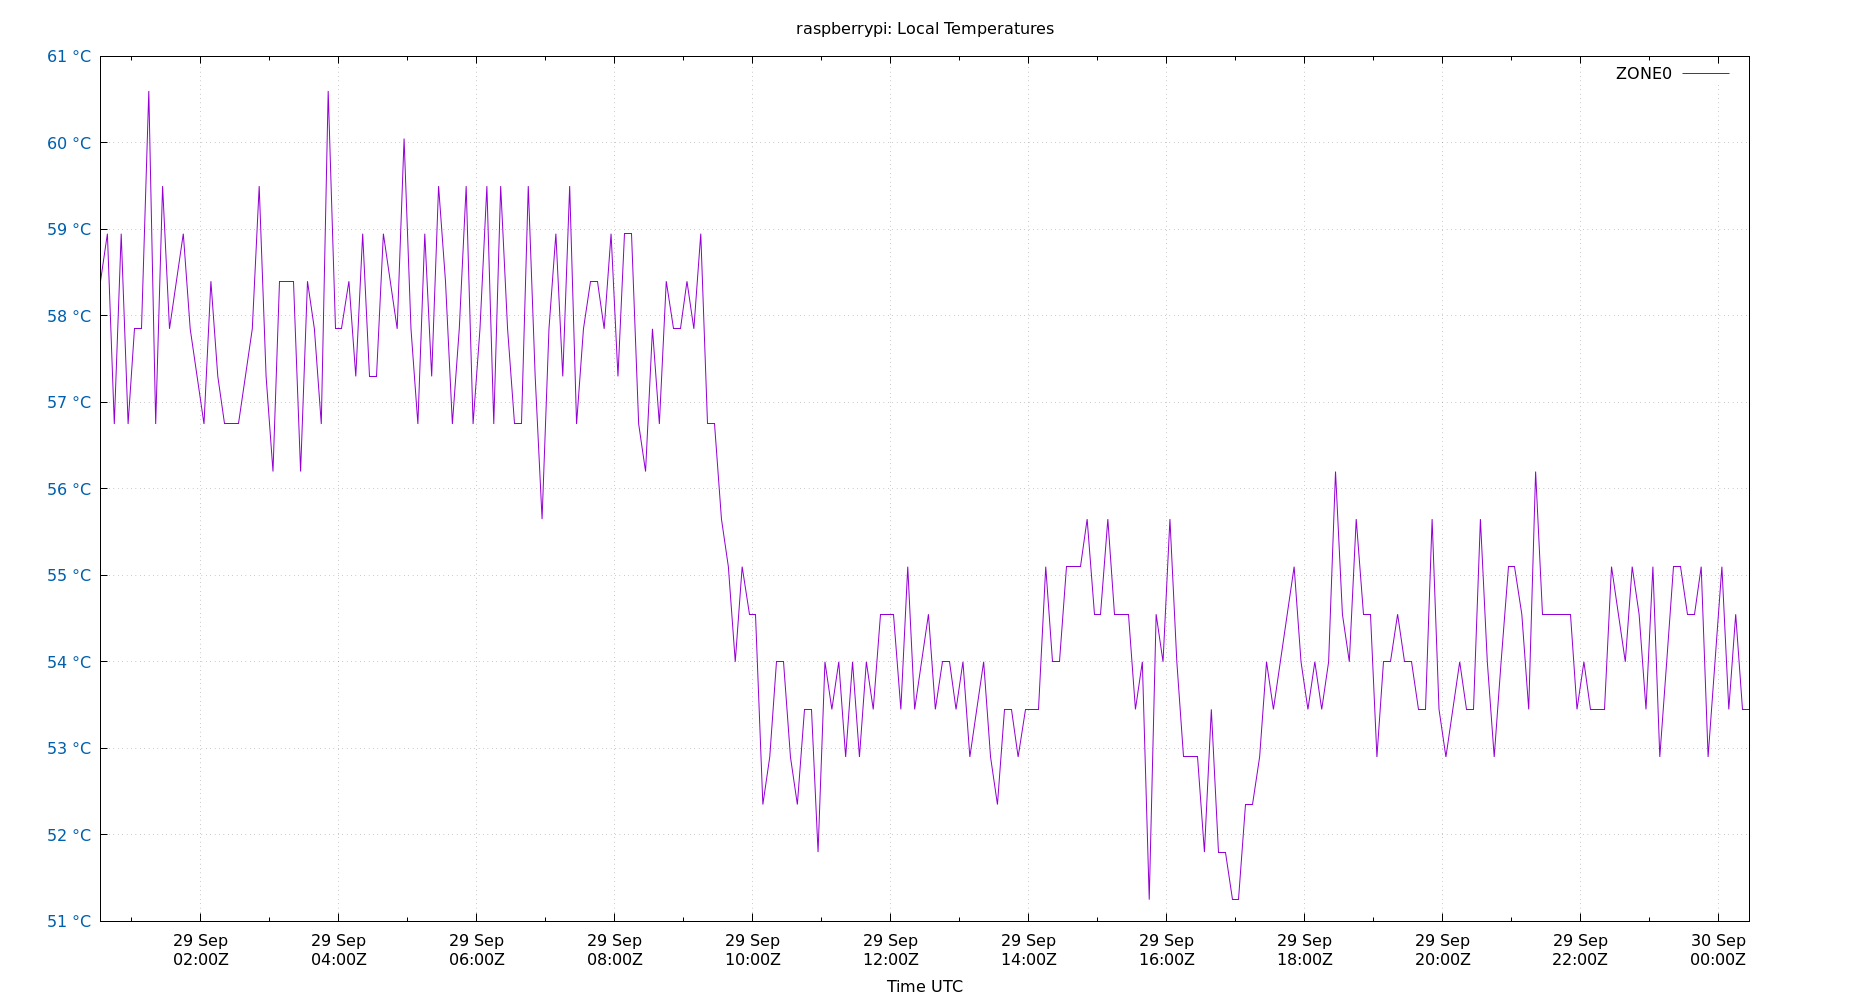 raspberrypi: Local Temperatures
61 °C
ZONE0
60 °C
59 °C
58 °C
57 °C
56 °C
55 °C
54 °C
53 °C
52 °C
51 °C
29 Sep 29 Sep 29 Sep 29 Sep 29 Sep 29 Sep 29 Sep 29 Sep 29 Sep 29 Sep 29 Sep 30 Sep
02:00Z 04:00Z 06:00Z 08:00Z 10:00Z 12:00Z 14:00Z 16:00Z 18:00Z 20:00Z 22:00Z 00:00Z
Time UTC